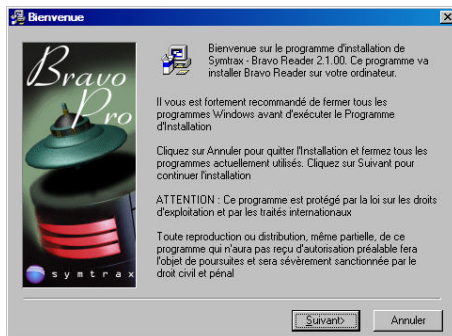 Bienvenue
Bravo
Pro
symtrax
Bienvenue sur le programme d'installation de
Symtrax - Bravo Reader 2.1.00. Ce programme va
installer Bravo Reader sur votre ordinateur.
Il vous est fortement recommandé de fermer tous les
programmes Windows avant d'exécuter le Programme
d'Installation
Cliquez sur Annuler pour quitter l'Installation et fermez tous les
programmes actuellement utilisés. Cliquez sur Suivant pour
continuer l'installation
ATTENTION : Ce programme est protégé par la loi sur les droits
d'exploitation et par les traités internationaux
Toute reproduction ou distribution, même partielle, de ce
programme qui n'aura pas reçu d'autorisation préalable fera
l'objet de poursuites et sera sévèrement sanctionnée par le
droit civil et pénal
Suivant>
Annuler